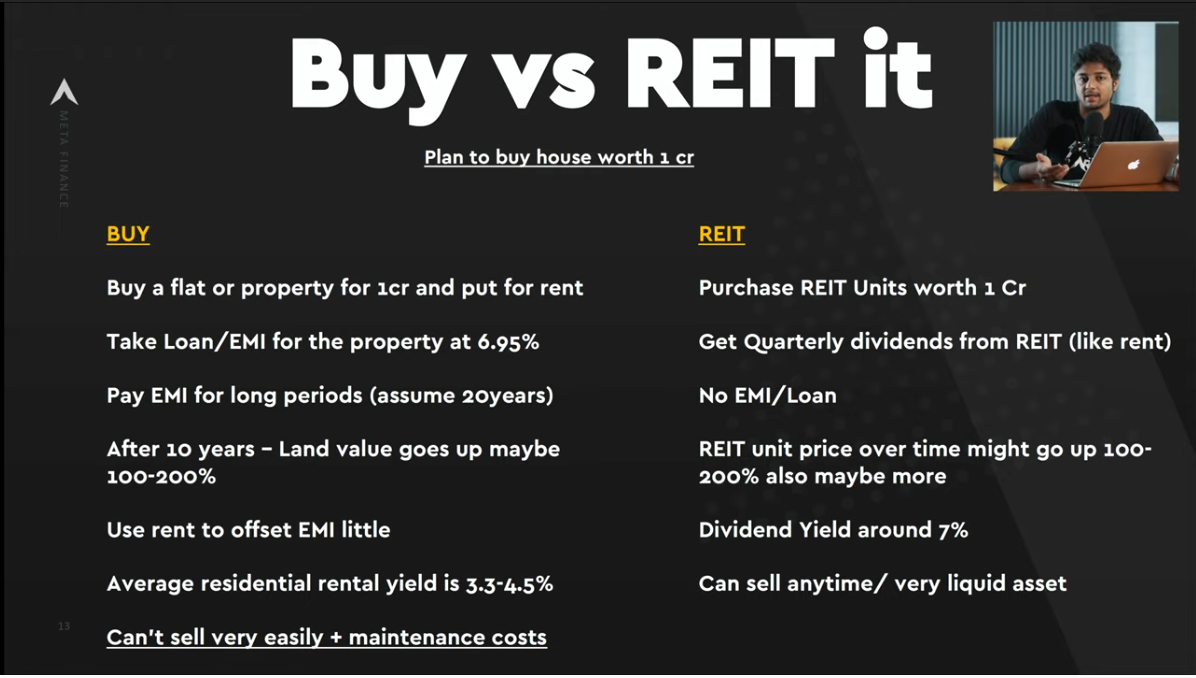 Buy vs REIT it
META FINANCE
Plan to buy house worth 1 cr
BUY
Buy a flat or property for 1cr and put for rent
Take Loan/EMI for the property at 6.95%
Pay EMI for long periods (assume 20years)
After 10 years – Land value goes up maybe
100-200%
Use rent to offset EMI little
Average residential rental yield is 3.3-4.5%
Can't sell very easily + maintenance costs
REIT
Purchase REIT Units worth 1 Cr
Get Quarterly dividends from REIT (like rent)
No EMI/Loan
REIT unit price over time might go up 100-
200% also maybe more
Dividend Yield around 7%
Can sell anytime/ very liquid asset
13